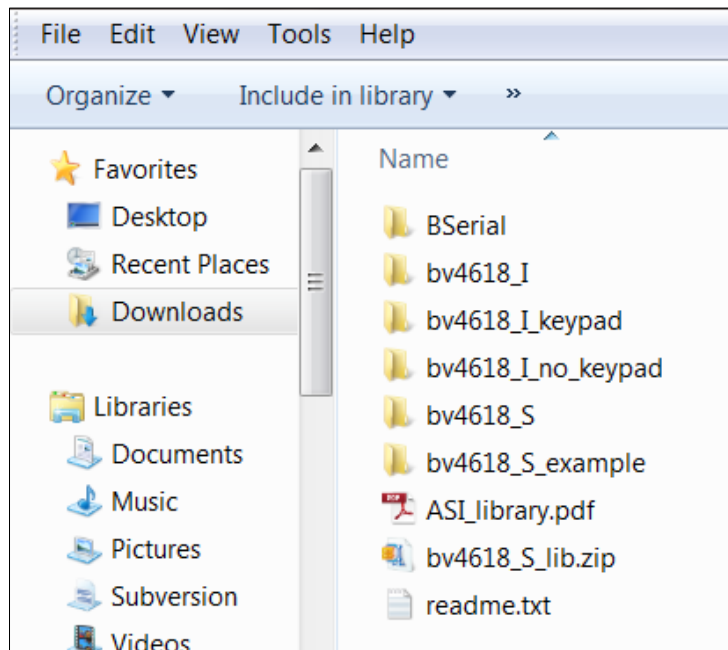 File Edit View Tools Help
Organize Include in library »
Favorites
Desktop
Recent Places
Downloads
Libraries
Documents
Music
Pictures
Subversion
Videos
Name
BSerial
bv4618_I
bv4618_I_keypad
bv4618_I_no_keypad
bv4618_S
bv4618_S_example
ASI_library.pdf
bv4618_S_lib.zip
readme.txt